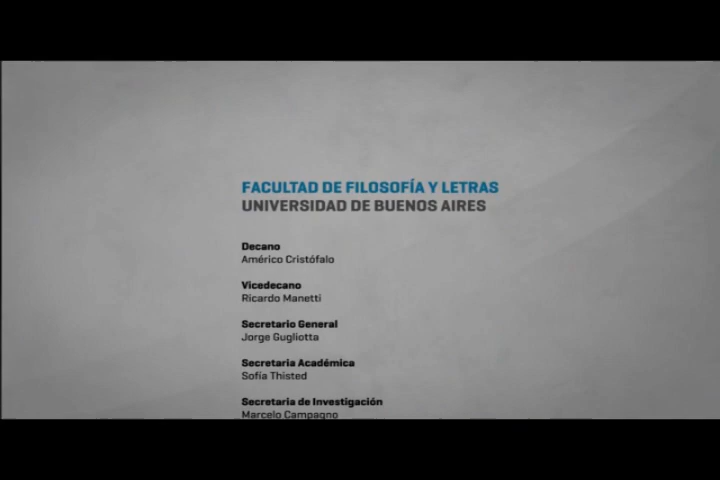 FACULTAD DE FILOSOFÍA Y LETRAS
UNIVERSIDAD DE BUENOS AIRES
Decano
Américo Cristófalo
Vicedecano
Ricardo Manetti
Secretario General
Jorge Gugliotta
Secretaria Académica
Sofía Thisted
Secretaria de Investigación
Marcelo Campagno